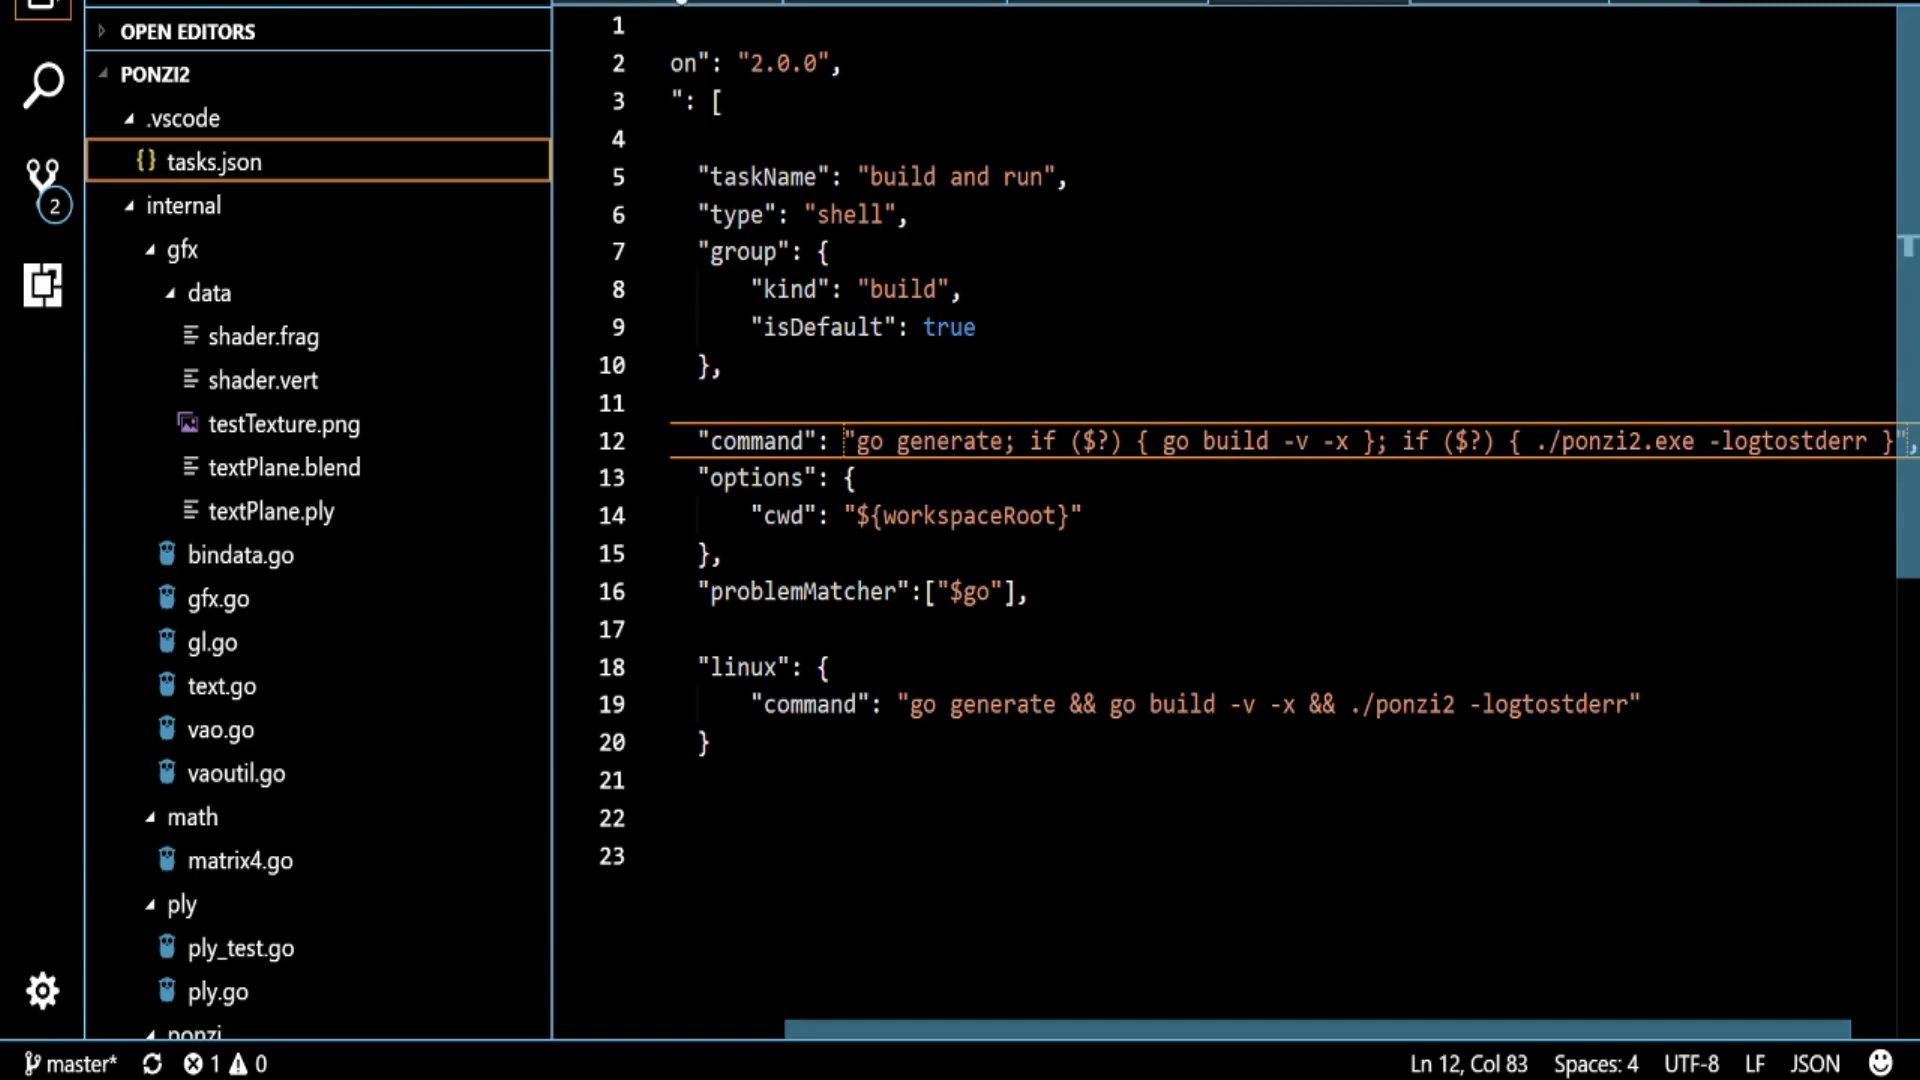 OPEN EDITORS
PONZI2
.vscode
{} tasks.json
internal
gfx
data
shader.frag
shader.vert
testTexture.png
textPlane.blend
textPlane.ply
bindata.go
gfx.go
gl.go
text.go
vao.go
vaoutil.go
math
matrix4.go
ply
ply_test.go
ply.go
ponzi
2
1
2 on": "2.0.0",
3 ": [
4
5 "taskName": "build and run",
6 "type": "shell",
7 "group": {
8 "kind": "build",
9 "isDefault": true
10 },
11
12 "command": "go generate; if ($?) { go build -v -x }; if ($?) { ./ponzi2.exe -logtostderr }",
13 "options": {
14 "cwd": "${workspaceRoot}"
15 },
16 "problemMatcher":["$go"],
17
18 "linux": {
19 "command": "go generate && go build -v -x && ./ponzi2 -logtostderr"
20 }
21
22
23
master* 1 0 Ln 12, Col 83 Spaces: 4 UTF-8 LF JSON